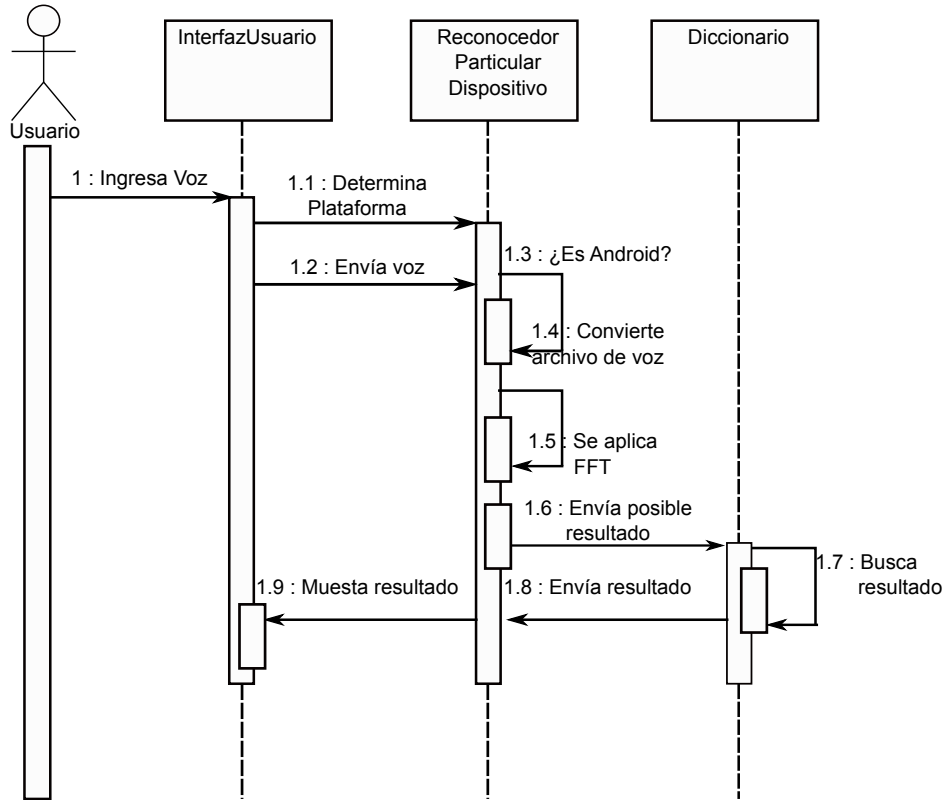 InterfazUsuario
Reconocedor
Particular
Dispositivo
Diccionario
Usuario
1 : Ingresa Voz
1.1 : Determina
Plataforma
1.2 : Envía voz
1.3 : ¿Es Android?
1.4 : Convierte
archivo de voz
1.5 : Se aplica
FFT
1.6 : Envía posible
resultado
1.7 : Busca
resultado
1.8 : Envía resultado
1.9 : Muesta resultado